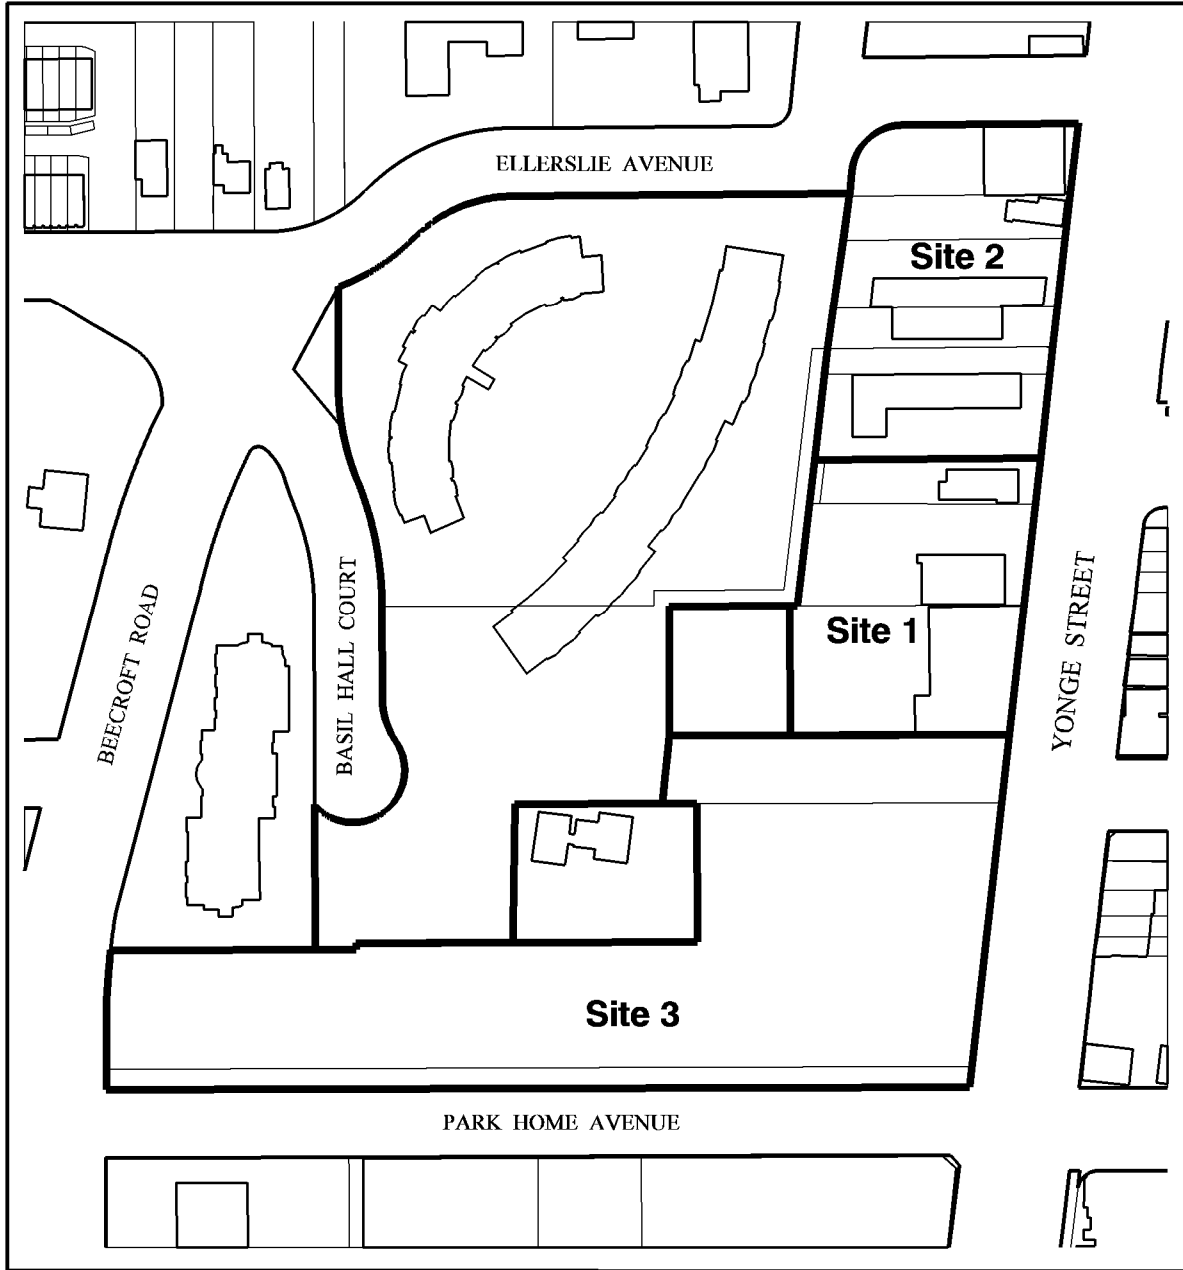 ELLERSLIE AVENUE
Site 2
BEECROFT ROAD
BASIL HALL COURT
Site 1
YONGE STREET
Site 3
PARK HOME AVENUE